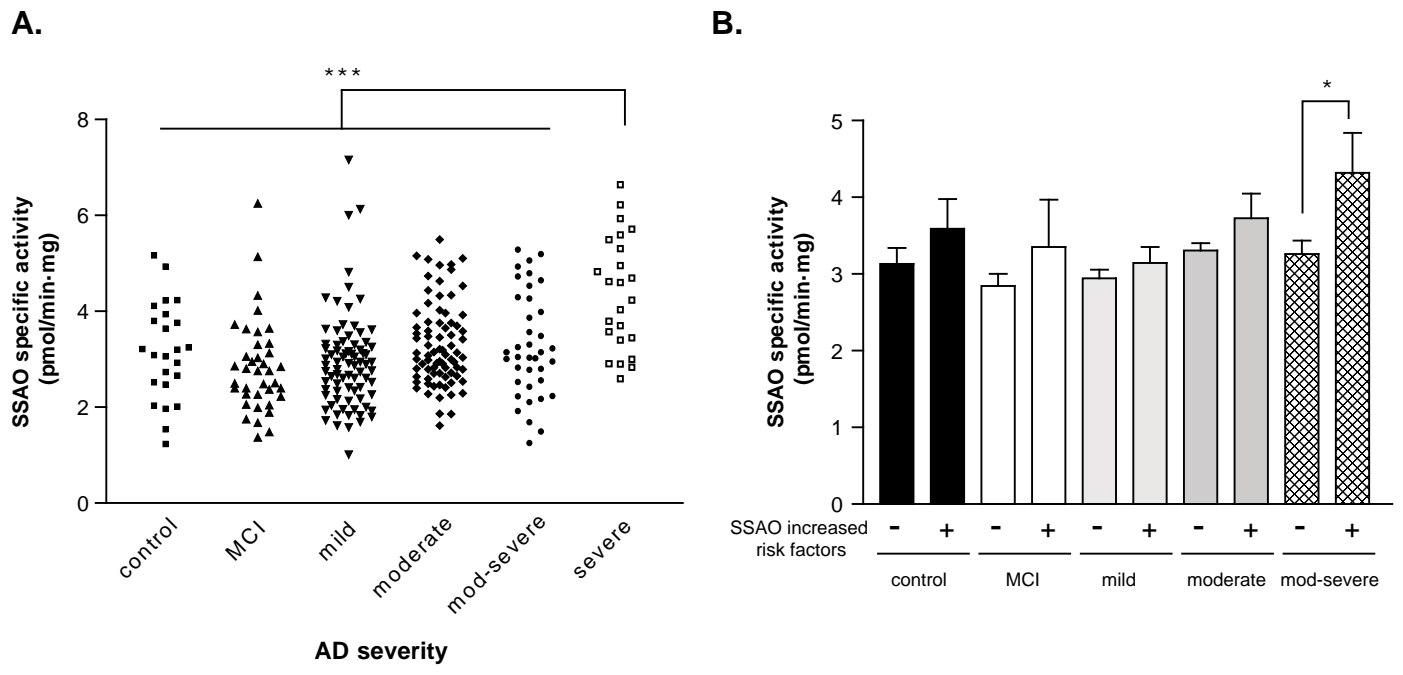 A.
***
SSAO specific activity
(pmol/min·mg)
8
6
4
2
0
control
MCI
mild
moderate
mod-severe
severe
AD severity
B.
*
SSAO specific activity
(pmol/min·mg)
5
4
3
2
1
0
SSAO increased
risk factors
- + - + - + - + - +
control MCI mild moderate mod-severe